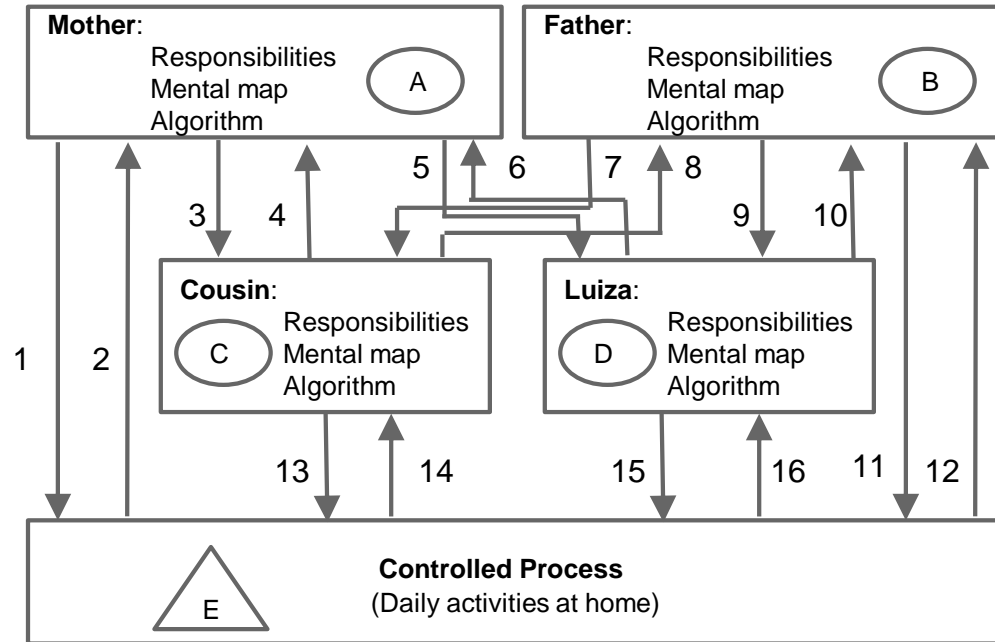 Mother:
Responsibilities
Mental map
Algorithm
A
Father:
Responsibilities
Mental map
Algorithm
B
5
6
7
8
3
4
9
10
Cousin:
Responsibilities
Mental map
Algorithm
C
Luiza:
Responsibilities
Mental map
Algorithm
D
1
2
13
14
15
16
11
12
Controlled Process
(Daily activities at home)
E